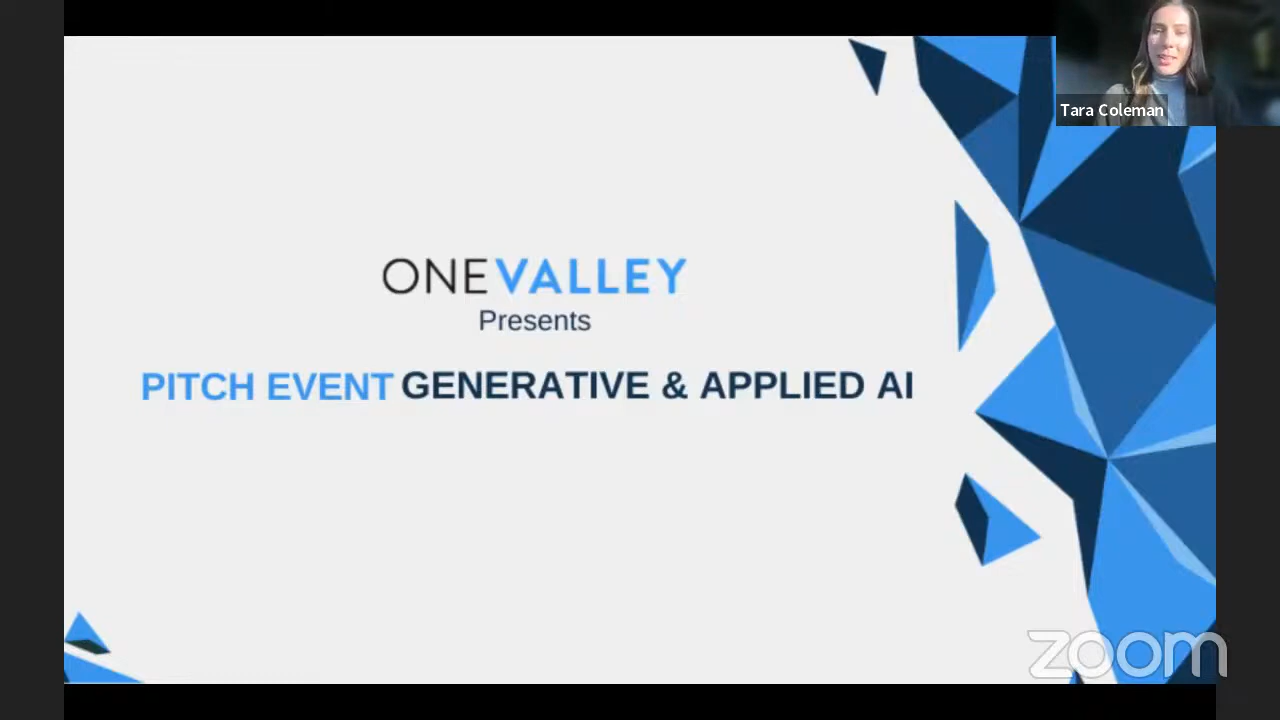 Tara Coleman
ONEVALLEY
Presents
PITCH EVENT GENERATIVE & APPLIED AI
zoom